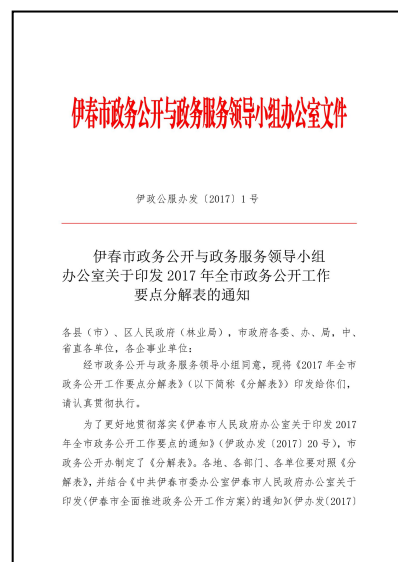 伊春市政务公开与政务服务领导小组办公室文件
伊政公服办发〔2017〕1 号
伊春市政务公开与政务服务领导小组
办公室关于印发 2017 年全市政务公开工作
要点分解表的通知
各县（市）、区人民政府（林业局），市政府各委、办、局，中、
省直各单位，各企事业单位：
经市政务公开与政务服务领导小组同意，现将《2017 年全市
政务公开工作要点分解表》（以下简称《分解表》）印发给你们，
请认真贯彻执行。
为了更好地贯彻落实《伊春市人民政府办公室关于印发 2017
年全市政务公开工作要点的通知》（伊政办发〔2017〕20 号），市
政务公开办制定了《分解表》。各地、各部门、各单位要对照《分
解表》，并结合《中共伊春市委办公室伊春市人民政府办公室关于
印发〈伊春市全面推进政务公开工作方案〉的通知》（伊办发〔2017〕